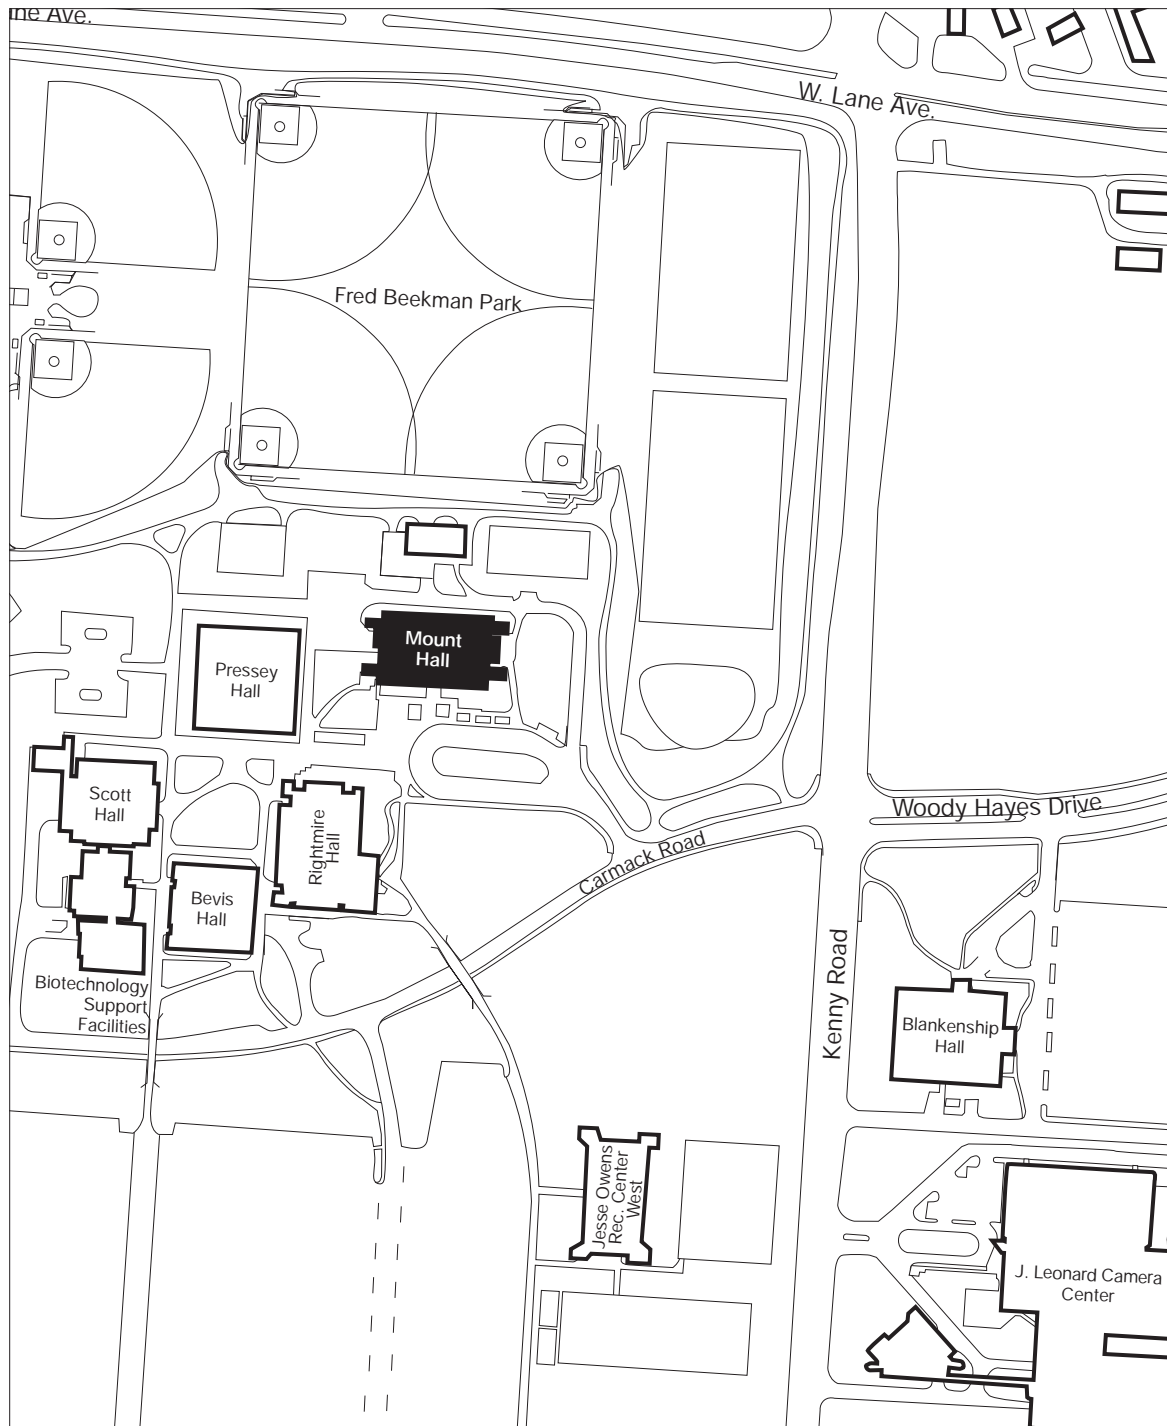 ne Ave.
W. Lane Ave.
Fred Beekman Park
Mount
Hall
Pressey
Hall
Scott
Hall
Rightmire
Hall
Woody Hayes Drive
Carmack Road
Bevis
Hall
Kenny Road
Biotechnology
Support
Facilities
Blankenship
Hall
Jesse Owens
Rec. Center
West
J. Leonard Camera
Center